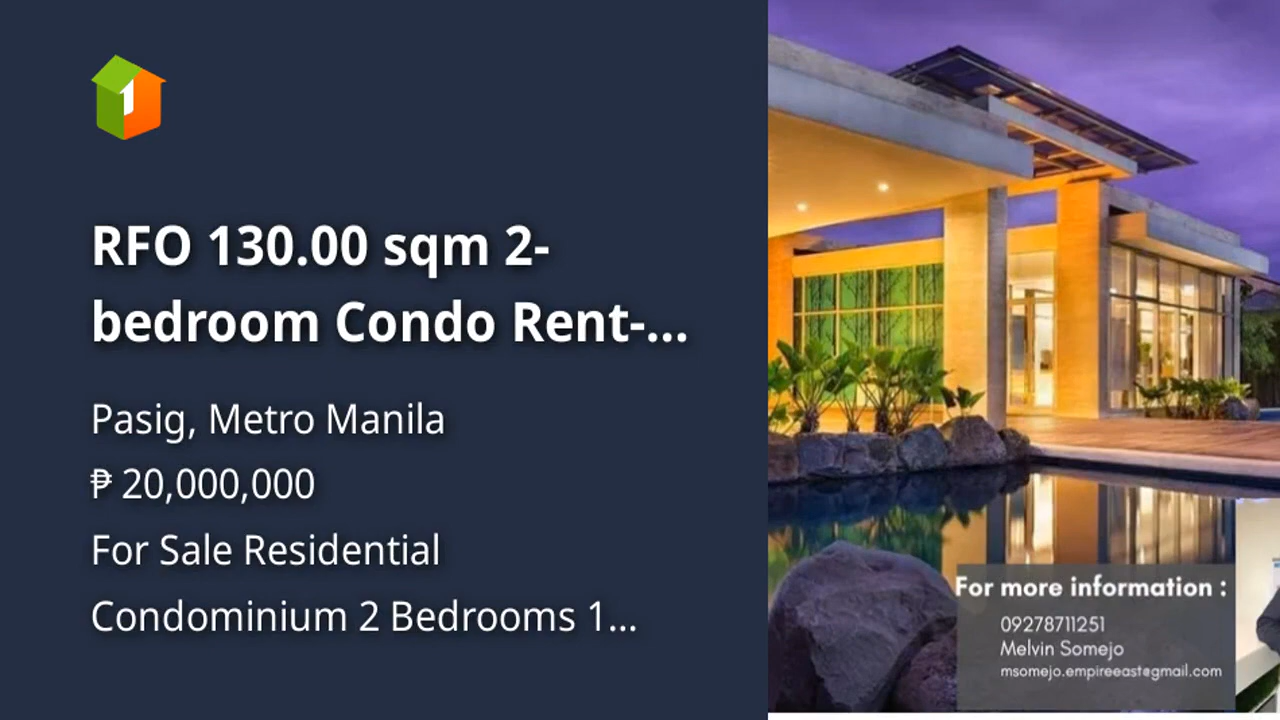 RFO 130.00 sqm 2-
bedroom Condo Rent-...
Pasig, Metro Manila
₱ 20,000,000
For Sale Residential
Condominium 2 Bedrooms 1...
For more information :
09278711251
Melvin Somejo
msomejo.empireeast@gmail.com